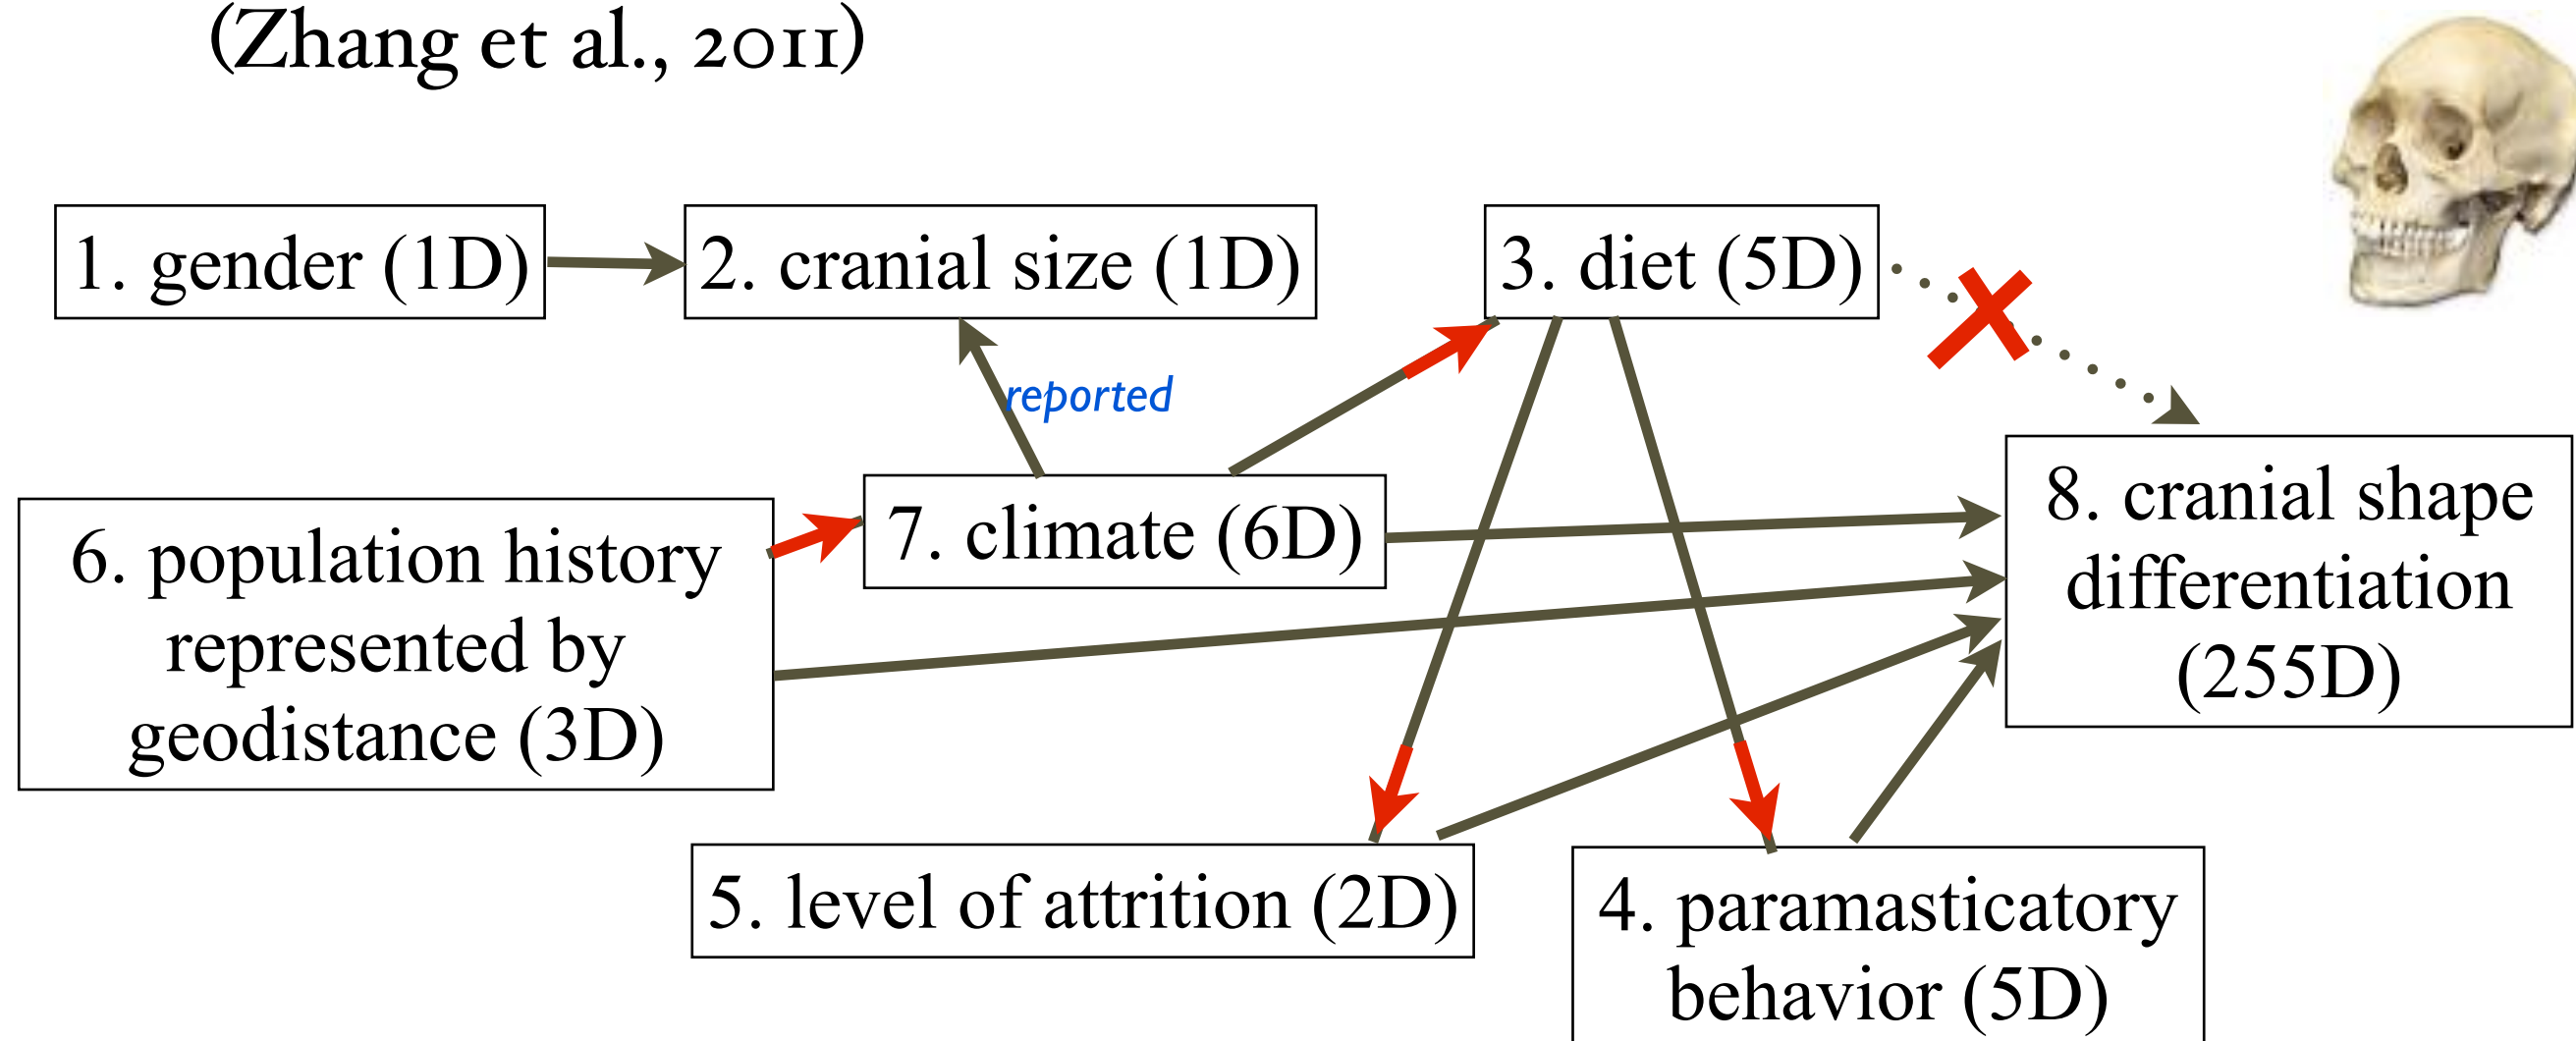 (Zhang et al., 2011)
1. gender (1D)
2. cranial size (1D)
3. diet (5D)
reported
6. population history
represented by
geodistance (3D)
7. climate (6D)
8. cranial shape
differentiation
(255D)
5. level of attrition (2D)
4. paramasticatory
behavior (5D)